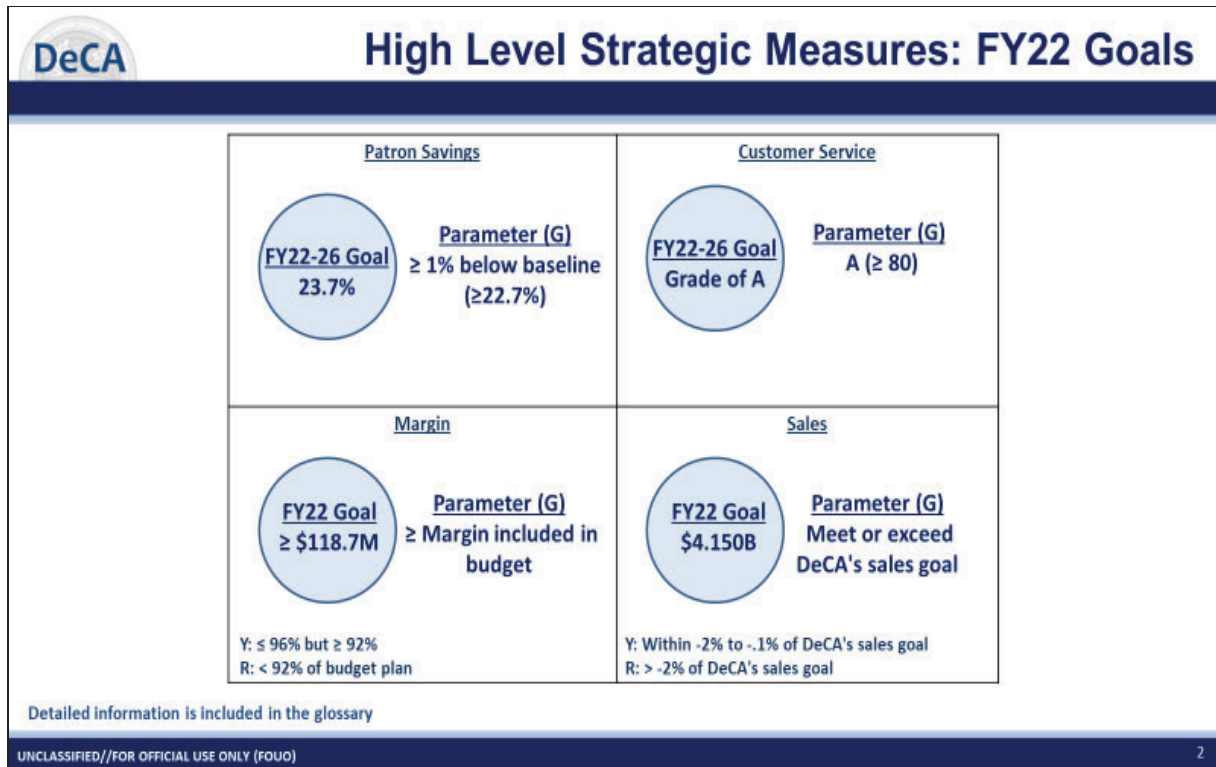 DeCA
High Level Strategic Measures: FY22 Goals
Patron Savings
FY22-26 Goal
23.7%
Parameter (G)
≥ 1% below baseline
(≥22.7%)
Customer Service
FY22-26 Goal
Grade of A
Parameter (G)
A (≥ 80)
Margin
FY22 Goal
≥ $118.7M
Parameter (G)
≥ Margin included in
budget
Y: ≤ 96% but ≥ 92%
R: < 92% of budget plan
Sales
FY22 Goal
$4.150B
Parameter (G)
Meet or exceed
DeCA's sales goal
Y: Within -2% to -.1% of DeCA's sales goal
R: > -2% of DeCA's sales goal
Detailed information is included in the glossary
UNCLASSIFIED//FOR OFFICIAL USE ONLY (FOUO)
2